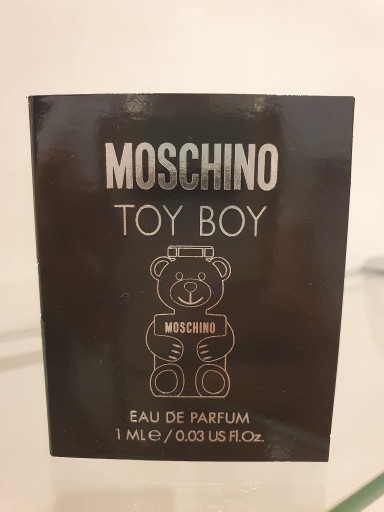 MOSCHINO
TOY BOY
MOSCHINO
EAU DE PARFUM
1 ML ℮ / 0.03 US Fl.Oz.